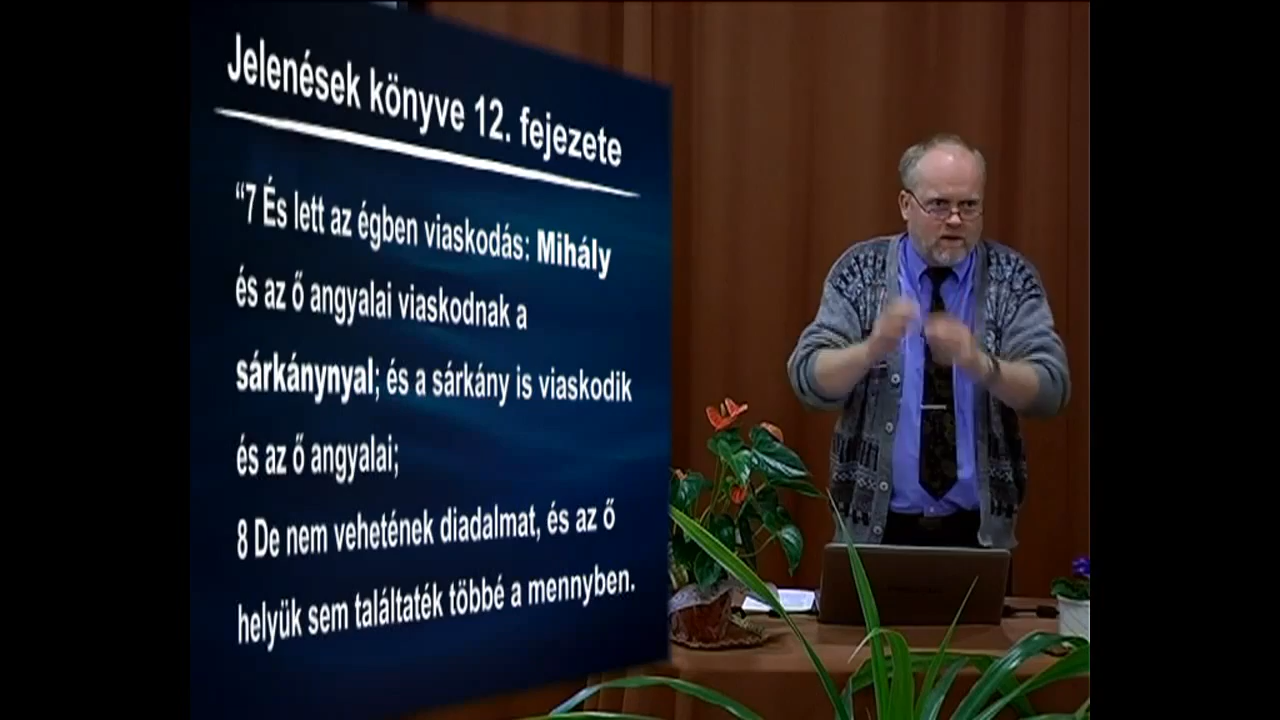 Jelenések könyve 12. fejezete
“7 És lett az égben viaskodás: Mihály
és az ő angyalai viaskodnak a
sárkánynyal; és a sárkány is viaskodik
és az ő angyalai;
8 De nem vehetének diadalmat, és az ő
helyük sem találtaték többé a mennyben.